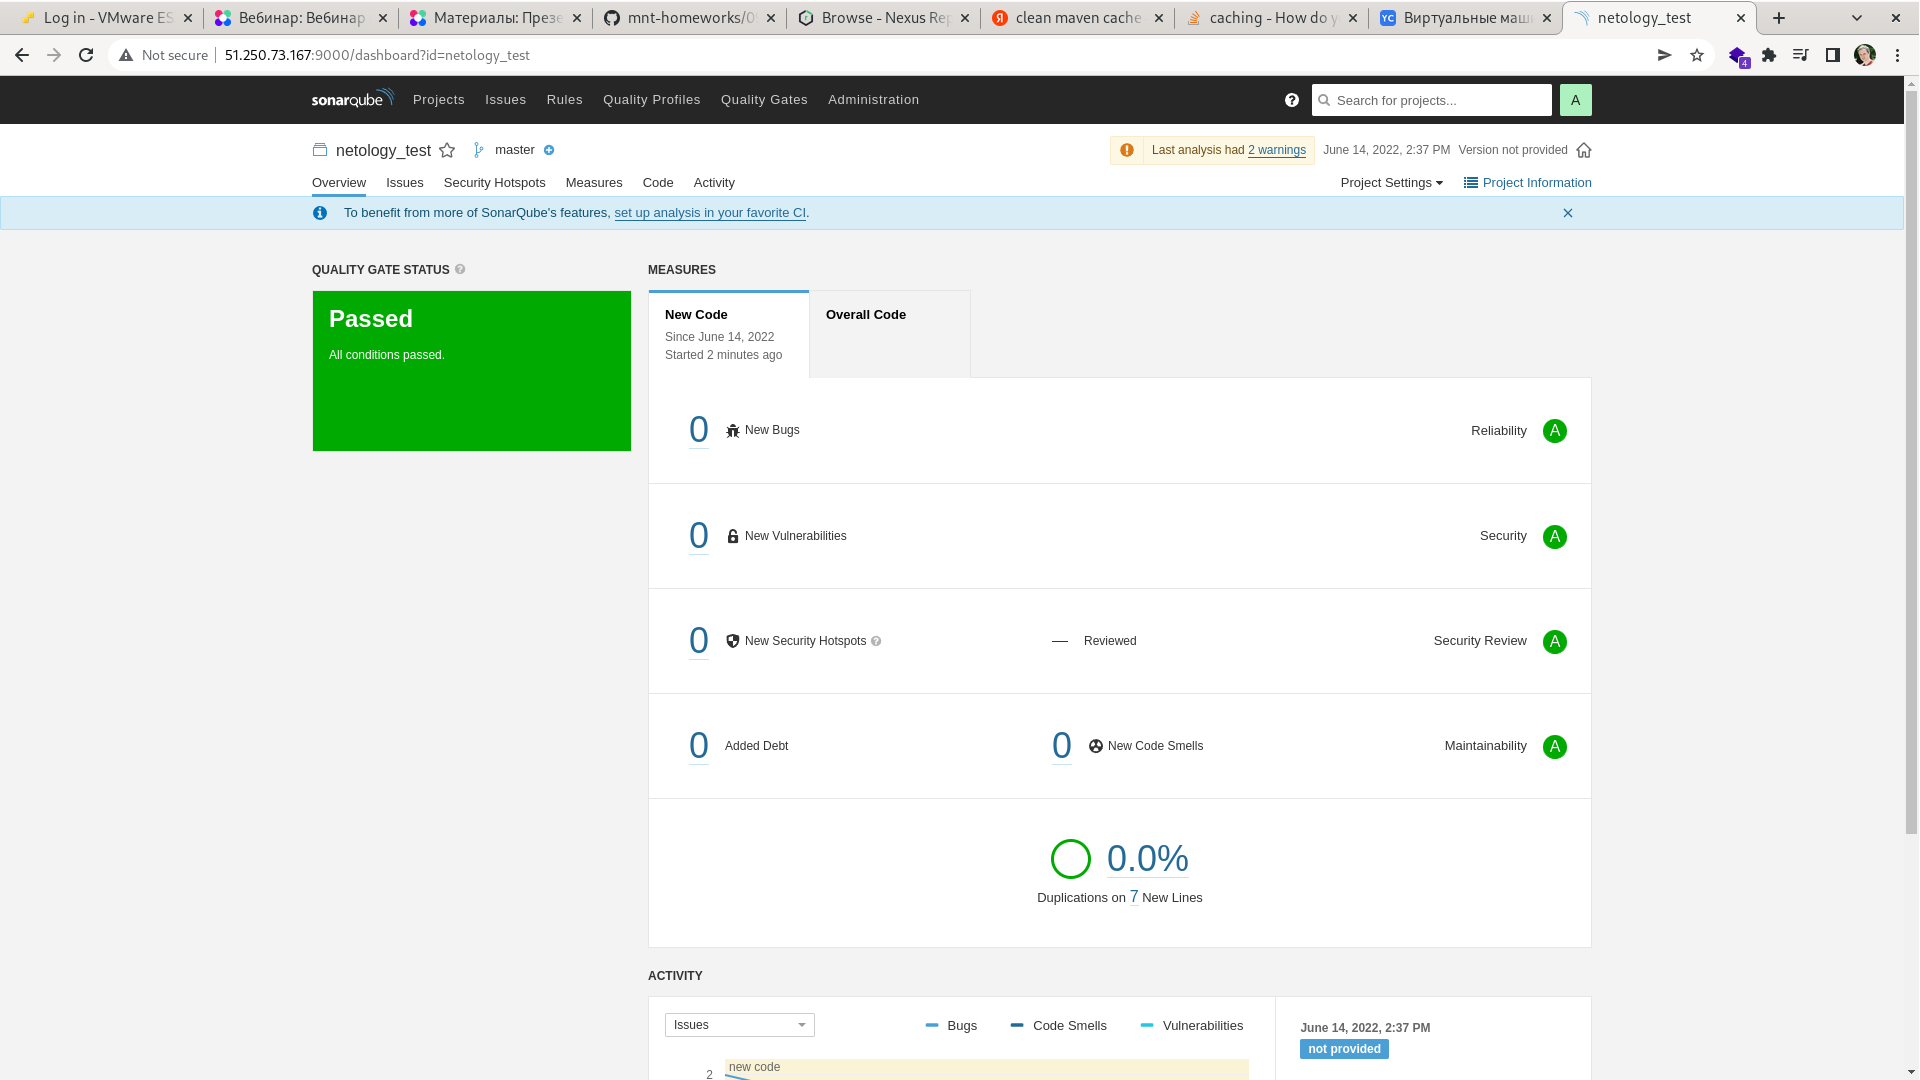 Log in - VMware ES
Вебинар: Вебинар
Материалы: През
mnt-homeworks/0
Browse - Nexus Rep
clean maven cache
caching - How do y
Виртуальные маш
netology_test
Not secure
51.250.73.167:9000/dashboard?id=netology_test
4
sonarqube
Projects
Issues
Rules
Quality Profiles
Quality Gates
Administration
Search for projects...
A
netology_test
master
Last analysis had 2 warnings
June 14, 2022, 2:37 PM
Version not provided
Overview
Issues
Security Hotspots
Measures
Code
Activity
Project Settings
Project Information
To benefit from more of SonarQube's features, set up analysis in your favorite CI.
QUALITY GATE STATUS
Passed
All conditions passed.
MEASURES
New Code
Since June 14, 2022
Started 2 minutes ago
Overall Code
0 New Bugs
Reliability A
0 New Vulnerabilities
Security A
0 New Security Hotspots
— Reviewed
Security Review A
0 Added Debt
0 New Code Smells
Maintainability A
0.0%
Duplications on 7 New Lines
ACTIVITY
Issues
Bugs
Code Smells
Vulnerabilities
2
new code
June 14, 2022, 2:37 PM
not provided